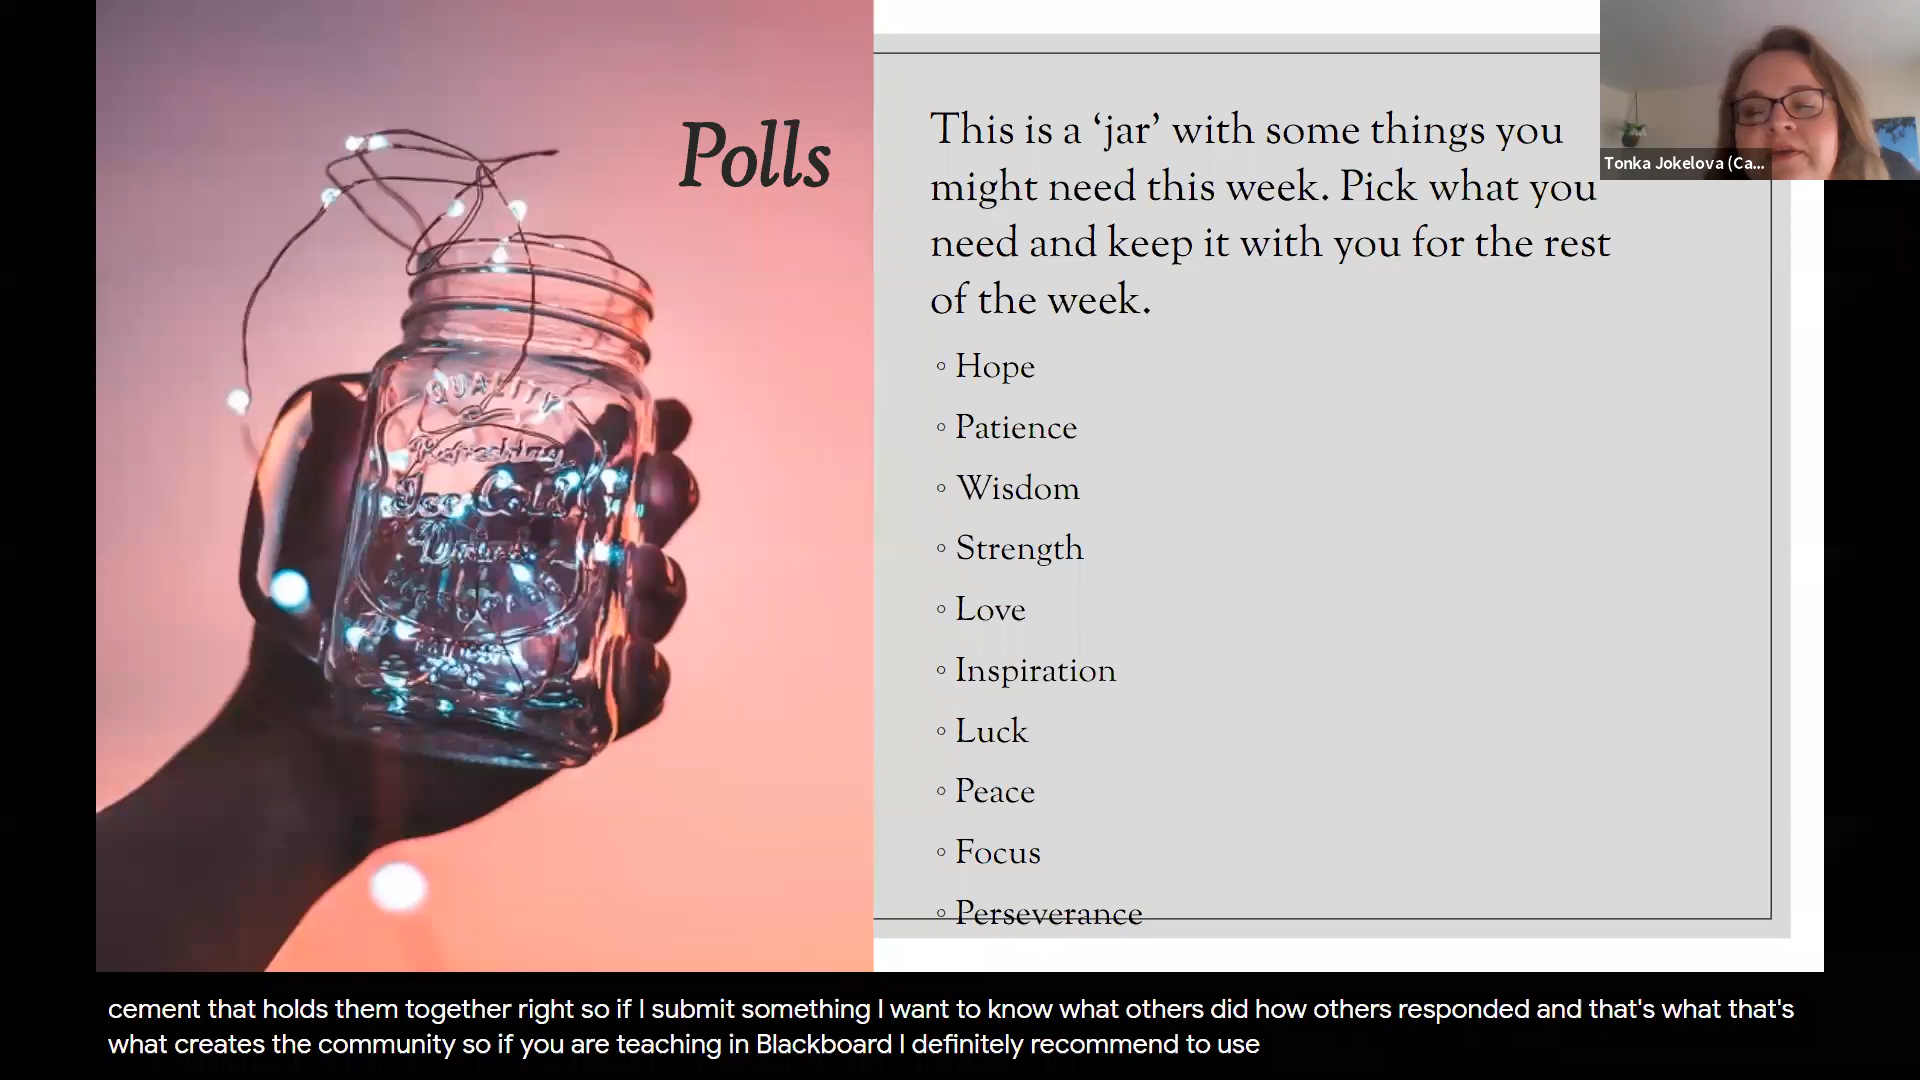 Polls
This is a ‘jar’ with some things you
might need this week. Pick what you
need and keep it with you for the rest
of the week.
◦ Hope
◦ Patience
◦ Wisdom
◦ Strength
◦ Love
◦ Inspiration
◦ Luck
◦ Peace
◦ Focus
◦ Perseverance
Tonka Jokelova (Ca...
QUALITY
Refreshing
Ice Cold
cement that holds them together right so if I submit something I want to know what others did how others responded and that's what that's
what creates the community so if you are teaching in Blackboard I definitely recommend to use